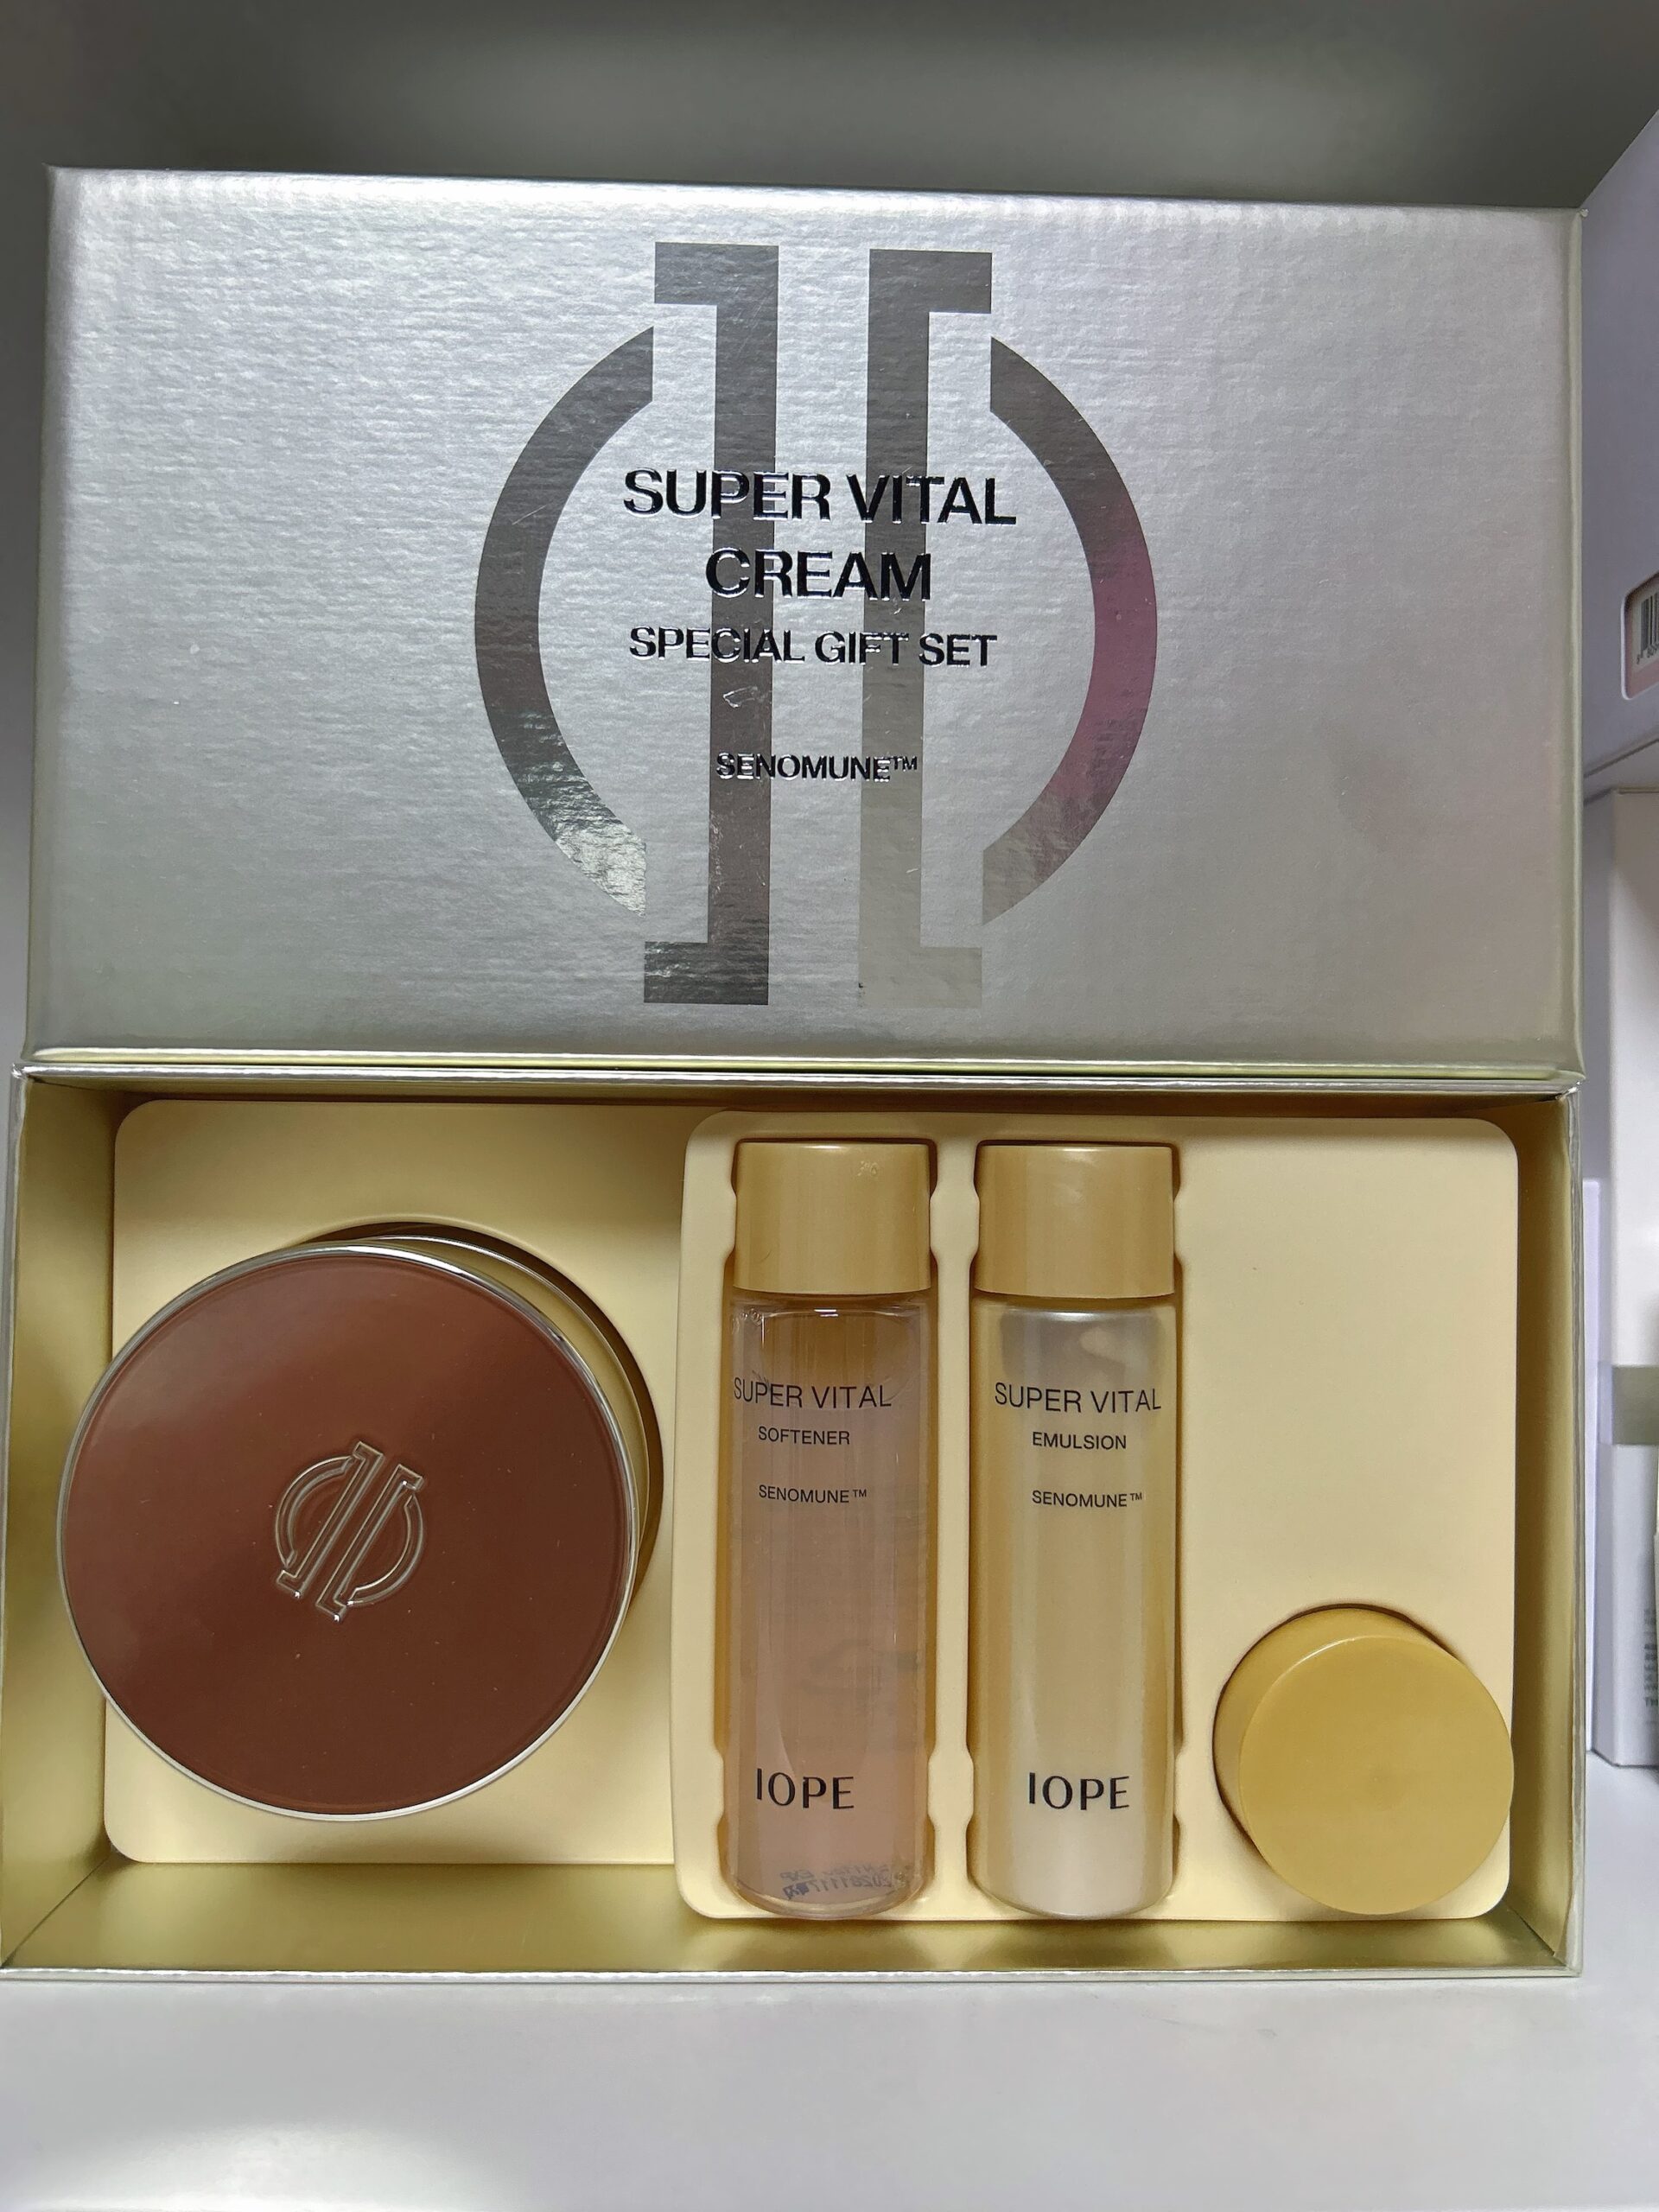 SUPER VITAL
CREAM
SPECIAL GIFT SET
SENOMUNE™
SUPER VITAL
SOFTENER
SENOMUNE™
IOPE
SUPER VITAL
EMULSION
SENOMUNE™
IOPE